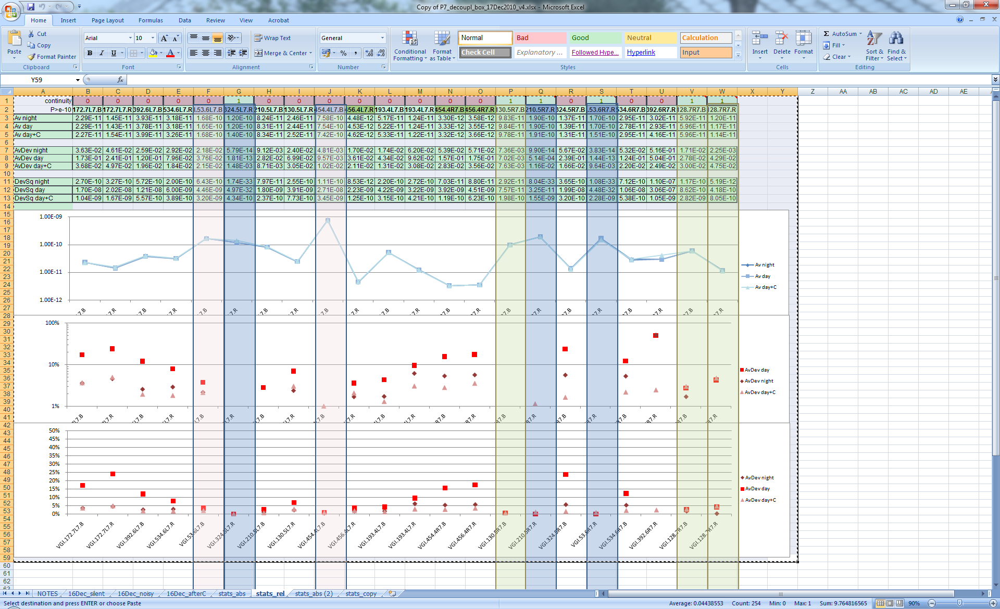 Copy of P7_decoupl_box_17Dec2010_v4.xlsx - Microsoft Excel
Home Insert Page Layout Formulas Data Review View Acrobat
Cut
Copy
Format Painter
Paste
Clipboard
Arial 10
Font
Wrap Text
Merge & Center
Alignment
General
Number
Conditional Formatting
Format as Table
Normal Bad Good Neutral Calculation
Check Cell Explanatory ... Followed Hype... Hyperlink Input
Styles
Insert Delete Format
Cells
AutoSum
Fill
Clear
Sort & Filter
Find & Select
Editing
Y59
A B C D E F G H I J K L M N O P Q R S T U V W X Y Z AA AB AC AD AE
1 continuity 0 0 0 0 0 1 0 0 0 0 0 0 0 0 1 1 0 1 0 0 1 1
2 P>e-10 172.7L7.B 172.7L7.R 392.6L7.B 534.6L7.R .53.6L7.B 324.5L7.R 210.5L7.B 130.5L7.R 454.4L7.B 456.4L7.R 193.4L7.B 193.4L7.R 454.4R7.B 456.4R7.R 130.5R7.B 210.5R7.R 324.5R7.B .53.6R7.R 534.6R7.B 392.6R7.R 128.7R7.B 128.7R7.R
3 Av night 2.29E-11 1.45E-11 3.93E-11 3.18E-11 1.68E-10 1.20E-10 8.24E-11 2.46E-11 7.58E-10 4.48E-12 5.17E-11 1.24E-11 3.30E-12 3.58E-12 9.83E-11 1.90E-10 1.37E-11 1.70E-10 2.95E-11 3.02E-11 5.92E-11 1.20E-11
4 Av day 2.29E-11 1.43E-11 3.78E-11 3.18E-11 1.65E-10 1.20E-10 8.31E-11 2.44E-11 7.54E-10 4.53E-12 5.22E-11 1.24E-11 3.33E-12 3.55E-12 9.84E-11 1.90E-10 1.39E-11 1.70E-10 2.78E-11 2.93E-11 5.96E-11 1.17E-11
5 Av day+C 2.27E-11 1.54E-11 3.99E-11 3.26E-11 1.68E-10 1.40E-10 8.34E-11 2.52E-11 7.42E-10 4.62E-12 5.33E-11 1.22E-11 3.32E-12 3.66E-12 9.78E-11 1.91E-10 1.31E-11 1.51E-10 2.95E-11 4.16E-11 5.96E-11 1.14E-11
6
7 AvDev night 3.63E-02 4.61E-02 2.59E-02 2.92E-02 2.18E-02 5.79E-14 9.12E-03 2.40E-02 4.81E-03 1.70E-02 1.74E-02 6.20E-02 5.39E-02 5.71E-02 7.36E-03 9.90E-14 5.67E-02 3.83E-14 5.32E-02 5.16E-01 1.71E-02 2.25E-03
8 AvDev day 1.73E-01 2.41E-01 1.20E-01 7.96E-02 3.76E-02 1.81E-13 2.82E-02 6.99E-02 9.57E-03 3.61E-02 4.34E-02 9.62E-02 1.57E-01 1.75E-01 7.02E-03 5.14E-04 2.39E-01 1.44E-13 1.24E-01 5.04E-01 2.78E-02 4.29E-02
9 AvDev day+C 3.68E-02 4.97E-02 1.96E-02 1.84E-02 2.15E-02 1.48E-03 8.71E-03 3.05E-02 1.02E-02 2.11E-02 1.31E-02 3.08E-02 2.83E-02 3.56E-02 7.63E-03 1.16E-02 1.66E-02 9.64E-03 2.20E-02 2.49E-02 3.00E-02 4.75E-02
10
11 DevSq night 2.70E-10 3.27E-10 5.72E-10 2.00E-10 6.43E-10 1.74E-33 7.97E-11 2.55E-10 1.11E-10 8.53E-12 2.20E-10 2.72E-10 7.03E-11 8.80E-11 2.92E-11 8.04E-33 3.65E-10 1.08E-33 7.12E-10 1.10E-07 1.17E-10 5.19E-12
12 DevSq day 1.70E-08 2.02E-08 1.21E-08 6.00E-09 4.46E-09 4.97E-32 1.80E-09 3.91E-09 2.71E-08 2.23E-09 4.22E-09 3.22E-09 3.92E-09 4.51E-09 7.57E-11 3.25E-11 1.99E-08 4.48E-32 1.06E-08 3.06E-07 8.62E-10 4.18E-10
13 DevSq day+C 1.04E-09 1.67E-09 5.57E-10 3.89E-10 3.20E-09 4.34E-10 2.37E-10 7.73E-10 3.45E-09 1.25E-10 3.15E-10 4.21E-10 1.19E-10 6.23E-10 1.98E-10 1.55E-09 3.20E-10 2.28E-09 5.38E-10 1.05E-09 2.82E-09 8.05E-10
1.00E-09
1.00E-10
1.00E-11
1.00E-12
Av night
Av day
Av day+C
100%
10%
1%
AvDev day
AvDev night
AvDev day+C
50%
45%
40%
35%
30%
25%
20%
15%
10%
5%
0%
AvDev night
AvDev day
AvDev day+C
VGI.172.7L7.B VGI.172.7L7.R VGI.392.6L7.B VGI.534.6L7.R VGI.53.6L7.B VGI.324.5L7.R VGI.210.5L7.B VGI.130.5L7.R VGI.454.4L7.B VGI.456.4L7.R VGI.193.4L7.B VGI.193.4L7.R VGI.454.4R7.B VGI.456.4R7.R VGI.130.5R7.B VGI.210.5R7.R VGI.324.5R7.B VGI.53.6R7.R VGI.534.6R7.B VGI.392.6R7.R VGI.128.7R7.B VGI.128.7R7.R
NOTES 16Dec_silent 16Dec_noisy 16Dec_afterC stats_abs stats_rel stats_abs (2) stats_copy
Select destination and press ENTER or choose Paste Average: 0.04438553 Count: 254 Min: 0 Max: 1 Sum: 9.764816565 90%